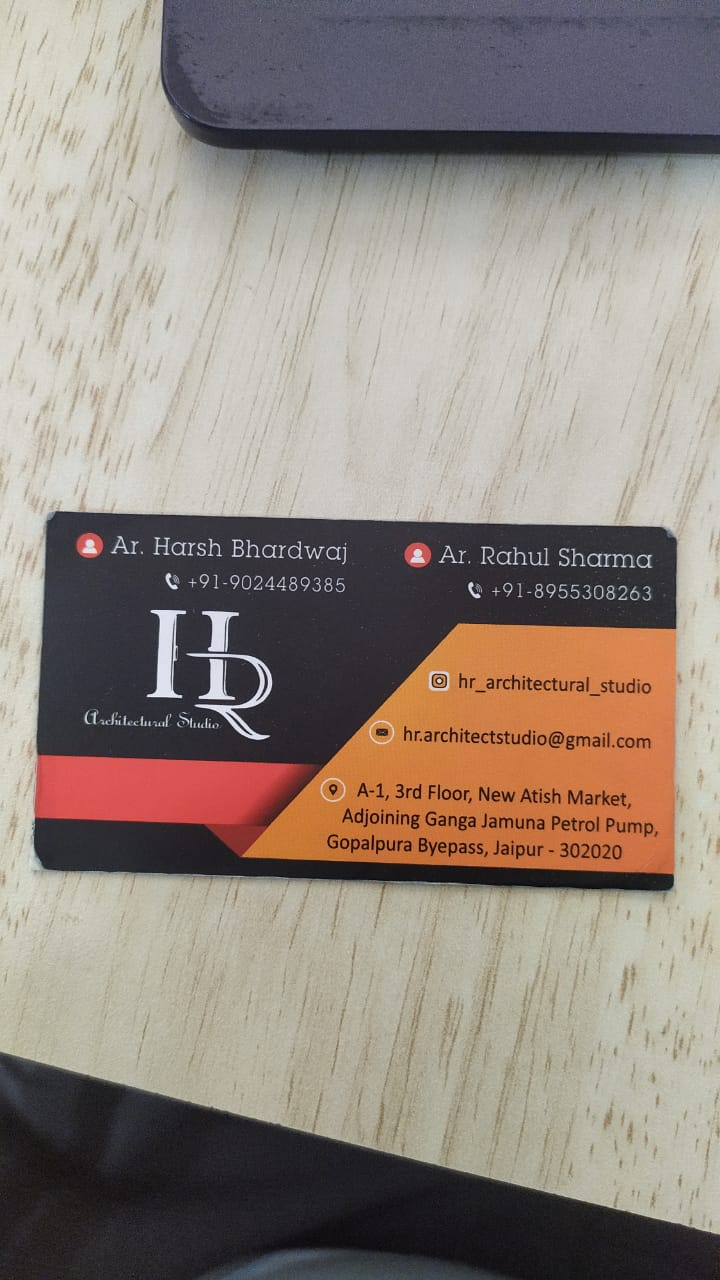 Ar. Harsh Bhardwaj
+91-9024489385
Ar. Rahul Sharma
+91-8955308263
HR
Architectural Studio
hr_architectural_studio
hr.architectstudio@gmail.com
A-1, 3rd Floor, New Atish Market,
Adjoining Ganga Jamuna Petrol Pump,
Gopalpura Byepass, Jaipur - 302020